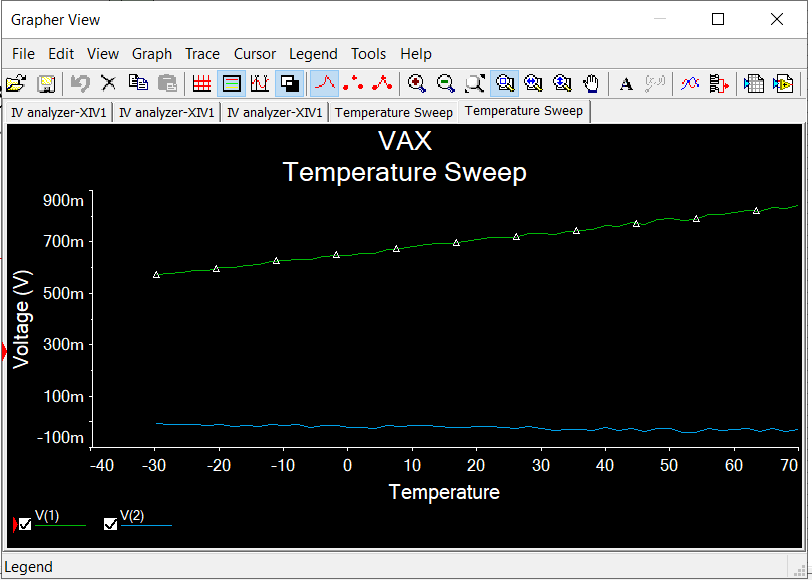 Grapher View
File Edit View Graph Trace Cursor Legend Tools Help
A
IV analyzer-XIV1 IV analyzer-XIV1 IV analyzer-XIV1 Temperature Sweep Temperature Sweep
VAX
Temperature Sweep
900m
700m
500m
300m
100m
-100m
Voltage (V)
-40 -30 -20 -10 0 10 20 30 40 50 60 70
Temperature
V(1) V(2)
Legend